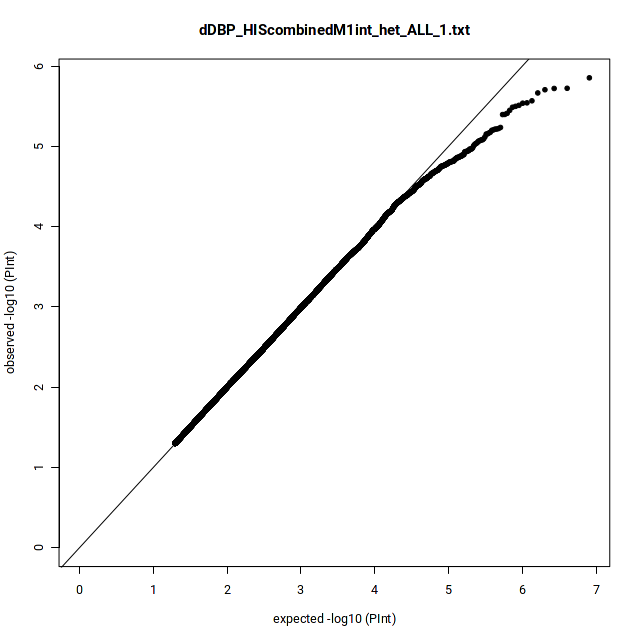 dDBP_HIScombinedM1int_het_ALL_1.txt
observed -log10 (PInt)
6
5
4
3
2
1
0
0 1 2 3 4 5 6 7
expected -log10 (PInt)